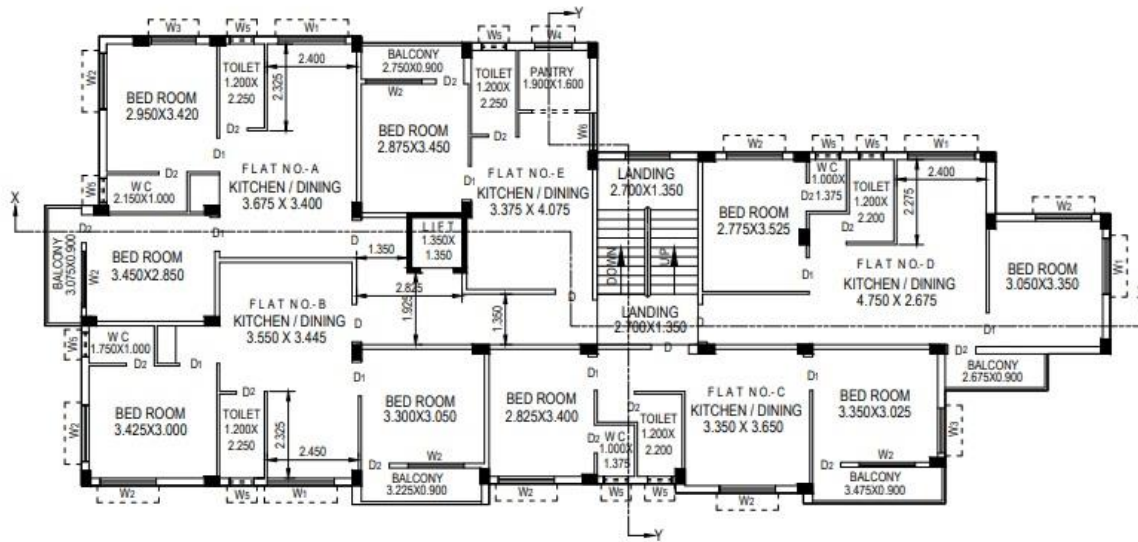 Y
W3
W5
W1
W5
W4
BALCONY
2.750X0.900
2.400
2.325
TOILET
1.200X
2.250
D2
W2
BED ROOM
2.950X3.420
W2
D2
D1
TOILET
1.200X
2.250
D2
PANTRY
1.900X1.600
W6
BED ROOM
2.875X3.450
D1
FLAT NO.-A
KITCHEN / DINING
3.675 X 3.400
FLAT NO.-E
KITCHEN / DINING
3.375 X 4.075
D2
W5
W C
2.150X1.000
X
D2
BALCONY
3.075X0.900
W2
BED ROOM
3.450X2.850
D
D
1.350
LIFT
1.350X
1.350
2.825
1.925
1.350
D
LANDING
2.700X1.350
DOWN
UP
LANDING
2.700X1.350
D
D
W2
W5
W5
W1
W C
1.000X
1.375
D2
TOILET
1.200X
2.200
D2
2.400
2.275
BED ROOM
2.775X3.525
D1
FLAT NO.-D
KITCHEN / DINING
4.750 X 2.675
W2
W1
BED ROOM
3.050X3.350
D1
D2
BALCONY
2.675X0.900
FLAT NO.-B
KITCHEN / DINING
3.550 X 3.445
D
W5
W C
1.750X1.000
D2
D1
D1
W2
BED ROOM
3.425X3.000
D2
TOILET
1.200X
2.250
2.325
2.450
BED ROOM
3.300X3.050
D2
W2
BALCONY
3.225X0.900
BED ROOM
2.825X3.400
D1
D2
D2
W C
1.000X
1.375
TOILET
1.200X
2.200
FLAT NO.-C
KITCHEN / DINING
3.350 X 3.650
D1
BED ROOM
3.350X3.025
W3
D2
W2
BALCONY
3.475X0.900
W2
W5
W1
W2
W5
W5
W2
Y